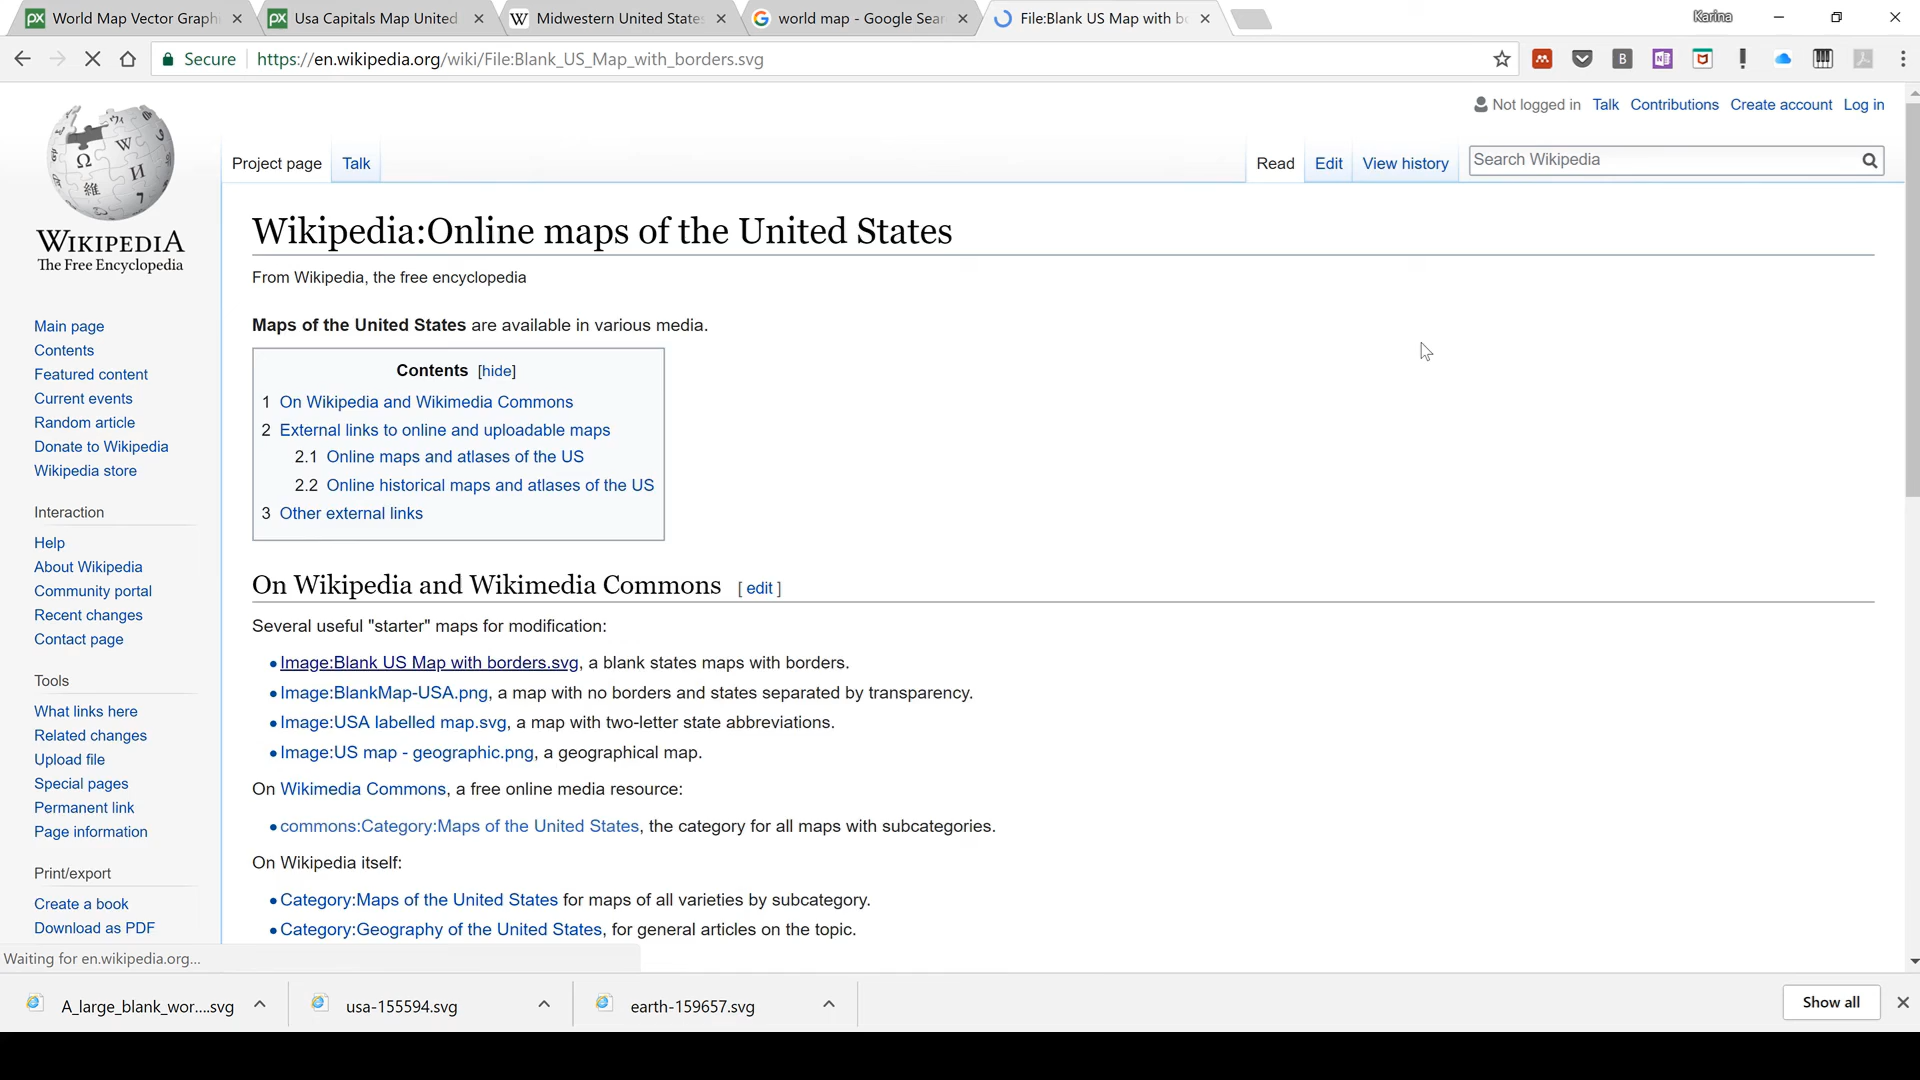 World Map Vector Graphi
Usa Capitals Map United
Midwestern United States
world map - Google Sear
File:Blank US Map with bo
Karina
Secure
https://en.wikipedia.org/wiki/File:Blank_US_Map_with_borders.svg
Not logged in Talk Contributions Create account Log in
Project page Talk
Read Edit View history Search Wikipedia
WIKIPEDIA
The Free Encyclopedia
Main page
Contents
Featured content
Current events
Random article
Donate to Wikipedia
Wikipedia store
Interaction
Help
About Wikipedia
Community portal
Recent changes
Contact page
Tools
What links here
Related changes
Upload file
Special pages
Permanent link
Page information
Print/export
Create a book
Download as PDF
Wikipedia:Online maps of the United States
From Wikipedia, the free encyclopedia
Maps of the United States are available in various media.
Contents [hide]
1 On Wikipedia and Wikimedia Commons
2 External links to online and uploadable maps
2.1 Online maps and atlases of the US
2.2 Online historical maps and atlases of the US
3 Other external links
On Wikipedia and Wikimedia Commons [ edit ]
Several useful "starter" maps for modification:
Image:Blank US Map with borders.svg, a blank states maps with borders.
Image:BlankMap-USA.png, a map with no borders and states separated by transparency.
Image:USA labelled map.svg, a map with two-letter state abbreviations.
Image:US map - geographic.png, a geographical map.
On Wikimedia Commons, a free online media resource:
commons:Category:Maps of the United States, the category for all maps with subcategories.
On Wikipedia itself:
Category:Maps of the United States for maps of all varieties by subcategory.
Category:Geography of the United States, for general articles on the topic.
Waiting for en.wikipedia.org...
A_large_blank_wor....svg
usa-155594.svg
earth-159657.svg
Show all